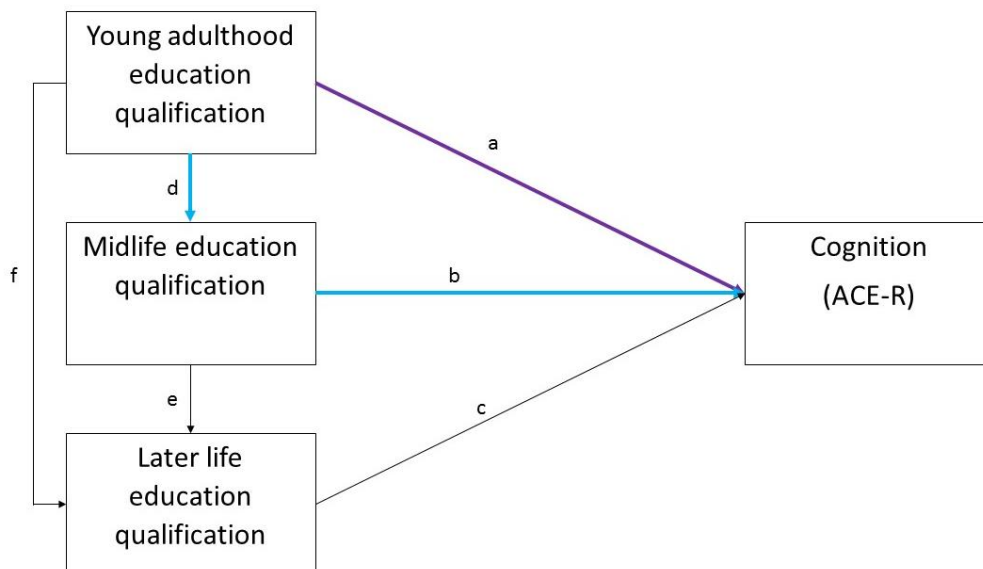 Young adulthood
education
qualification
a
d
Midlife education
qualification
b
Cognition
(ACE-R)
f
e
c
Later life
education
qualification